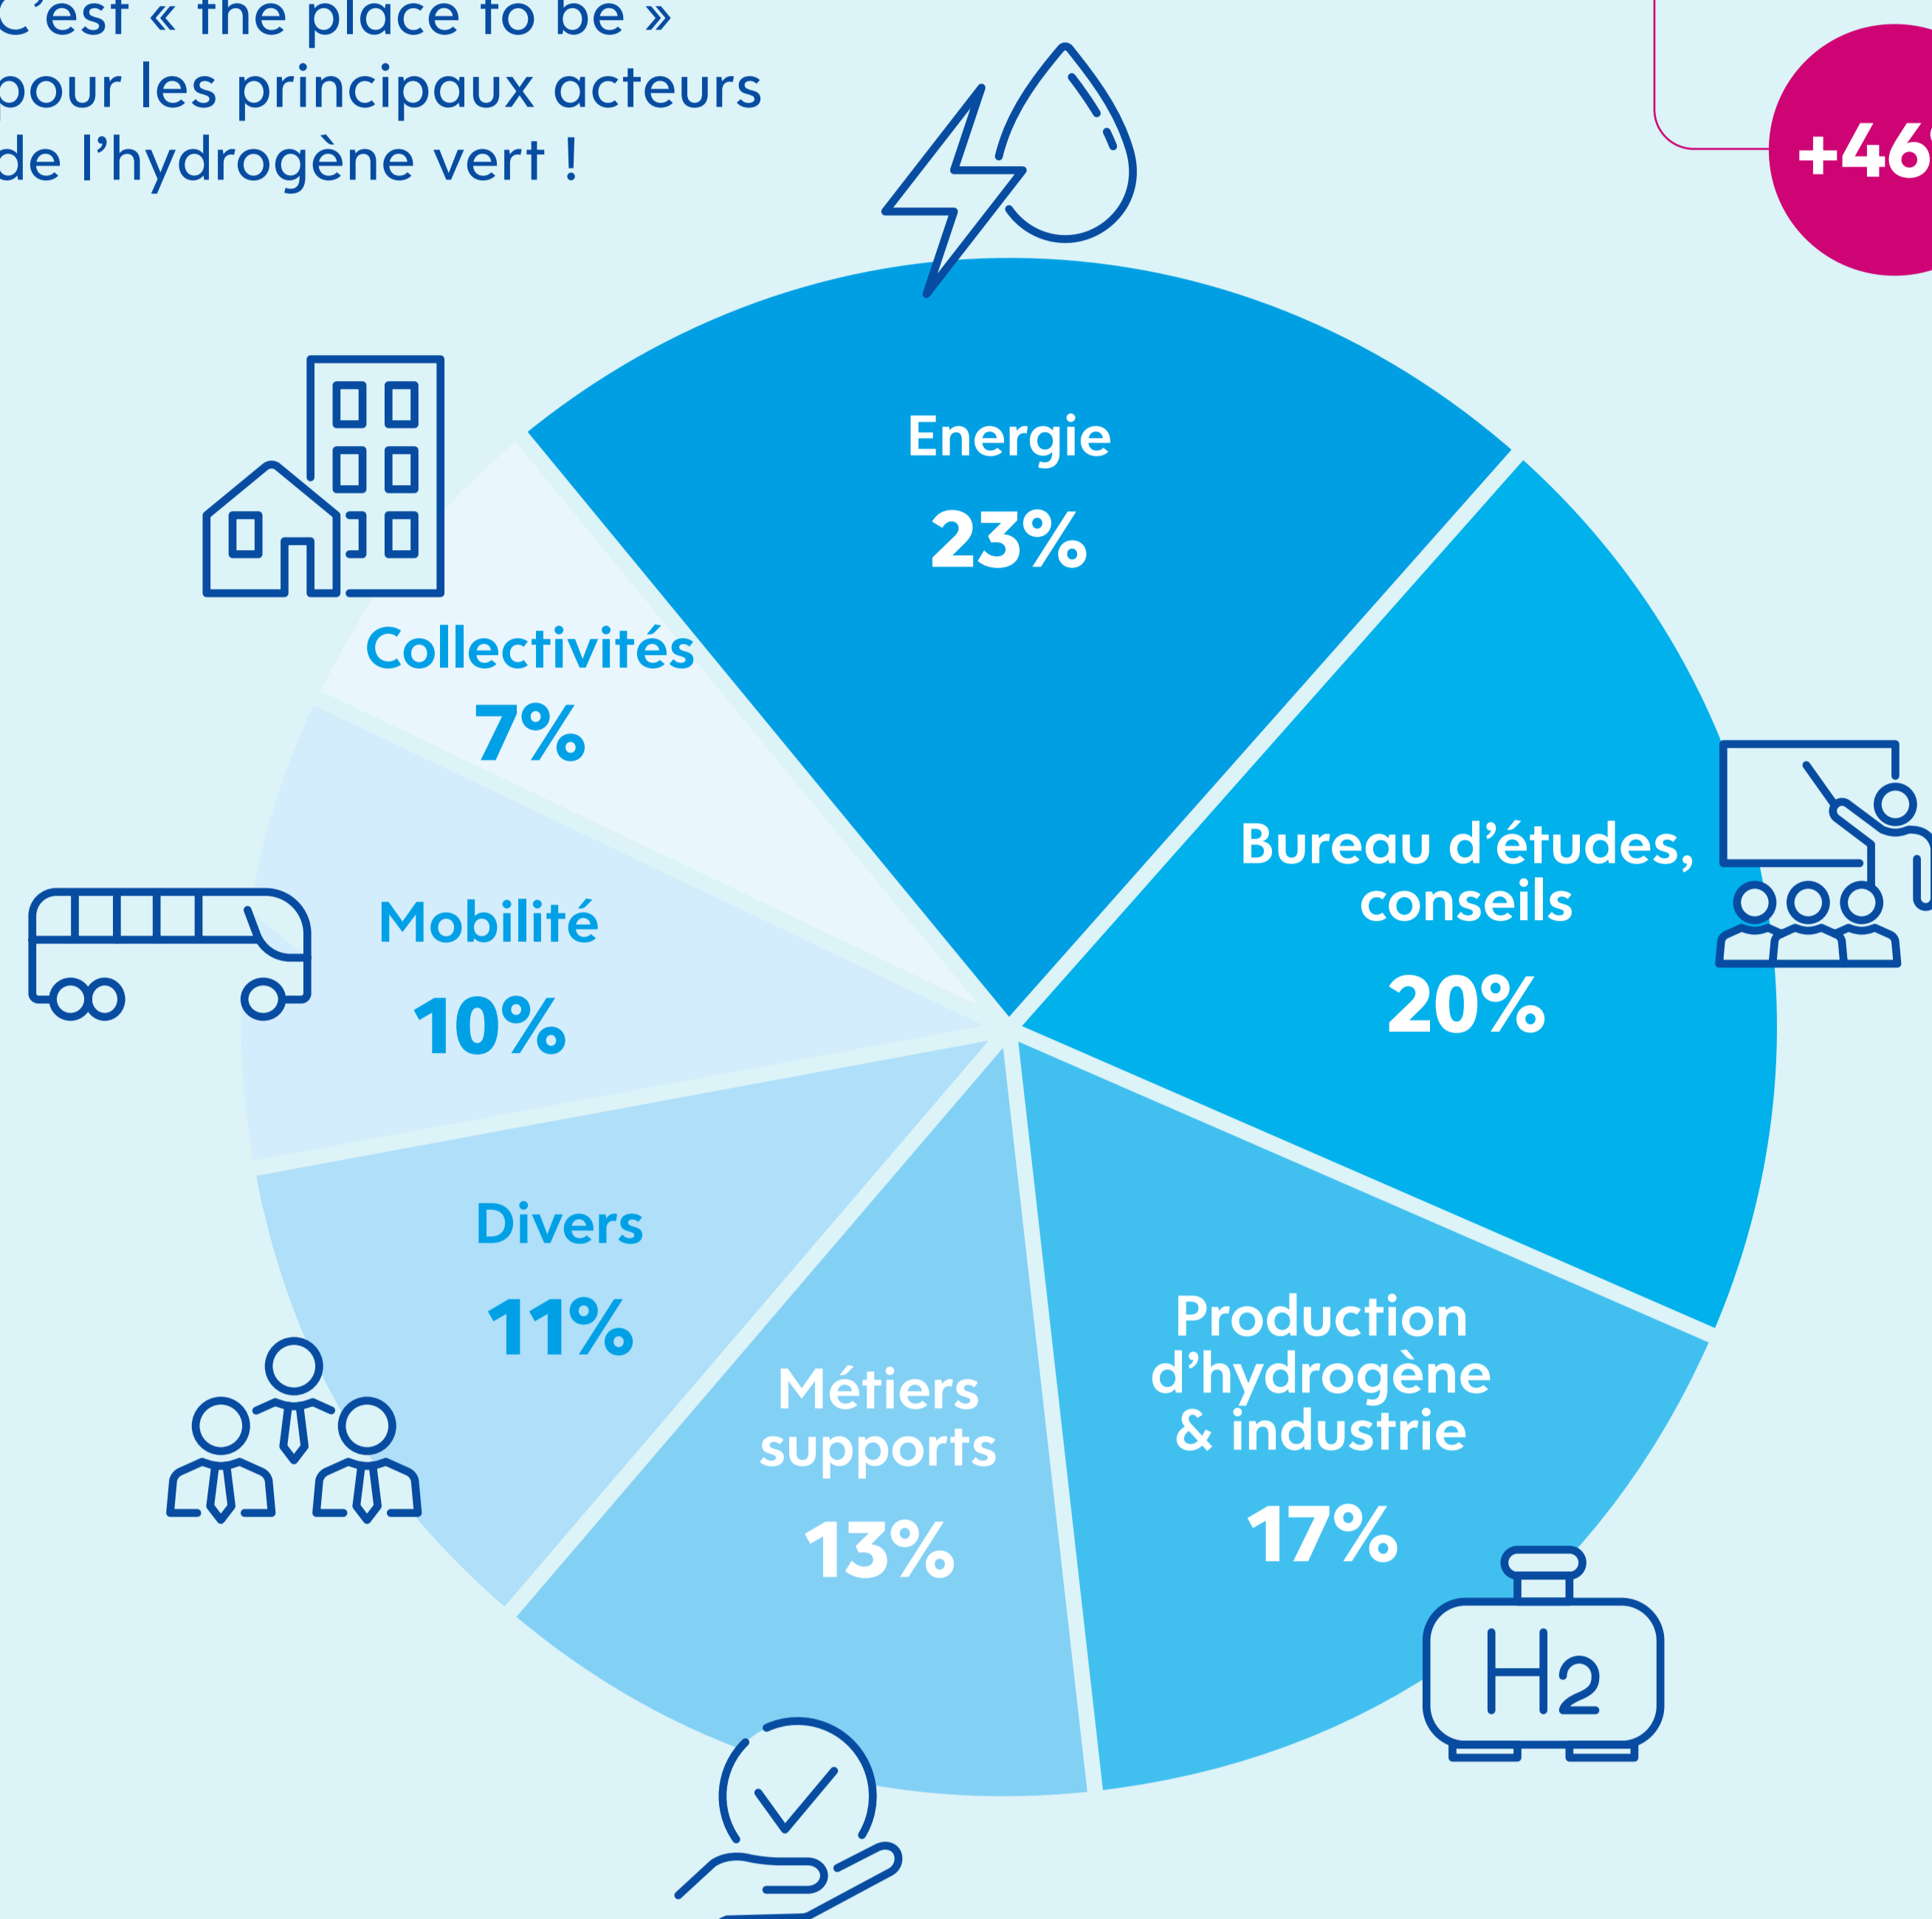 C'est « the place to be »
pour les principaux acteurs
de l'hydrogène vert !
+46
Energie
23%
Collectivités
7%
Bureau d'études,
conseils
20%
Mobilité
10%
Divers
11%
Production
d'hydrogène
& industrie
17%
Métiers
supports
13%
H2